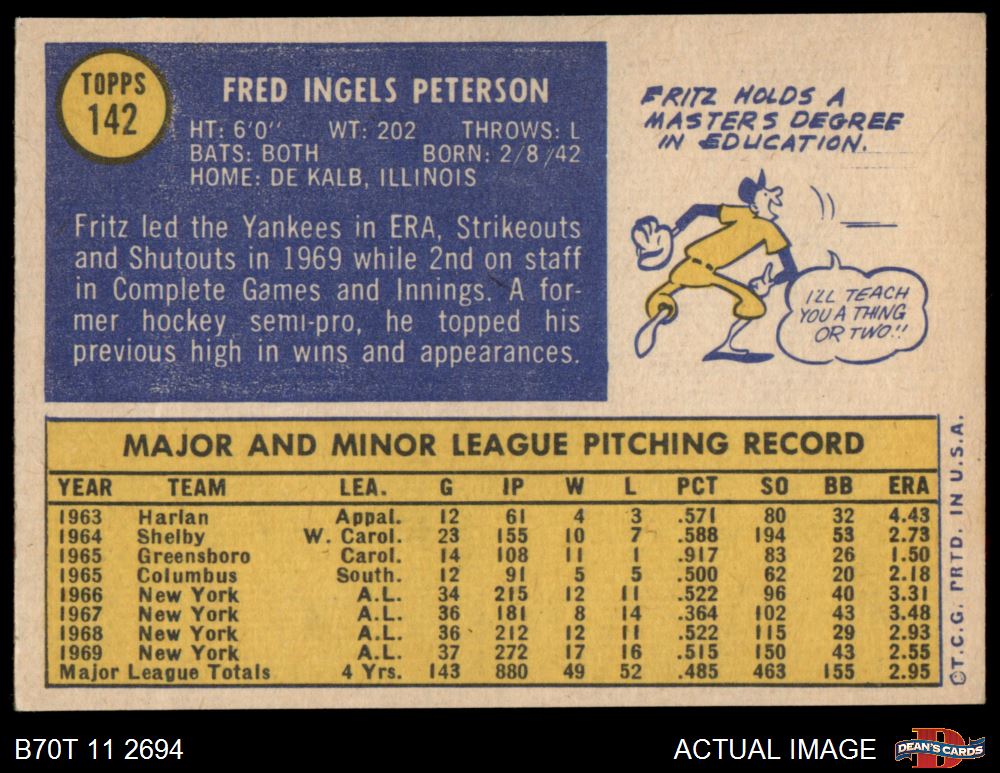 TOPPS
142
FRED INGELS PETERSON
HT: 6'0" WT: 202 THROWS: L
BATS: BOTH BORN: 2/8/42
HOME: DE KALB, ILLINOIS
Fritz led the Yankees in ERA, Strikeouts
and Shutouts in 1969 while 2nd on staff
in Complete Games and Innings. A for-
mer hockey semi-pro, he topped his
previous high in wins and appearances.
FRITZ HOLDS A
MASTERS DEGREE
IN EDUCATION.
I'LL TEACH
YOU A THING
OR TWO!!
MAJOR AND MINOR LEAGUE PITCHING RECORD
YEAR TEAM LEA. G IP W L PCT SO BB ERA
1963 Harlan Appal. 12 61 4 3 .571 80 32 4.43
1964 Shelby W. Carol. 23 155 10 7 .588 194 53 2.73
1965 Greensboro Carol. 14 108 11 1 .917 83 26 1.50
1965 Columbus South. 12 91 5 5 .500 62 20 2.18
1966 New York A.L. 34 215 12 11 .522 96 40 3.31
1967 New York A.L. 36 181 8 14 .364 102 43 3.48
1968 New York A.L. 36 212 12 11 .522 115 29 2.93
1969 New York A.L. 37 272 17 16 .515 150 43 2.55
Major League Totals 4 Yrs. 143 880 49 52 .485 463 155 2.95
©T.C.G. PRTD. IN U.S.A.
B70T 11 2694
ACTUAL IMAGE
D
DEAN'S CARDS